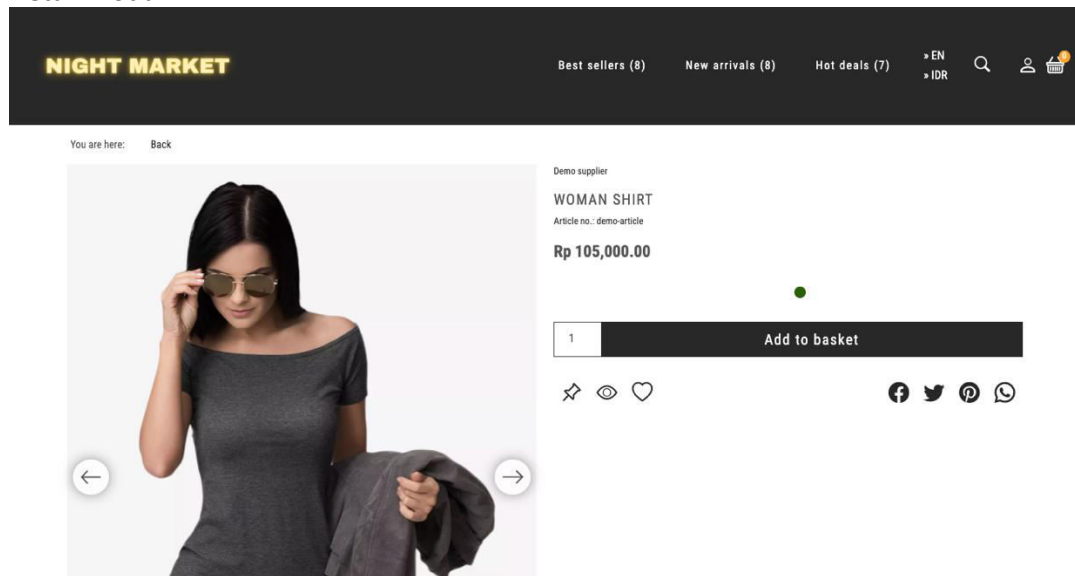 NIGHT MARKET
Best sellers (8)
New arrivals (8)
Hot deals (7)
» EN
» IDR
0
You are here:
Back
Demo supplier
WOMAN SHIRT
Article no.: demo-article
Rp 105,000.00
1
Add to basket